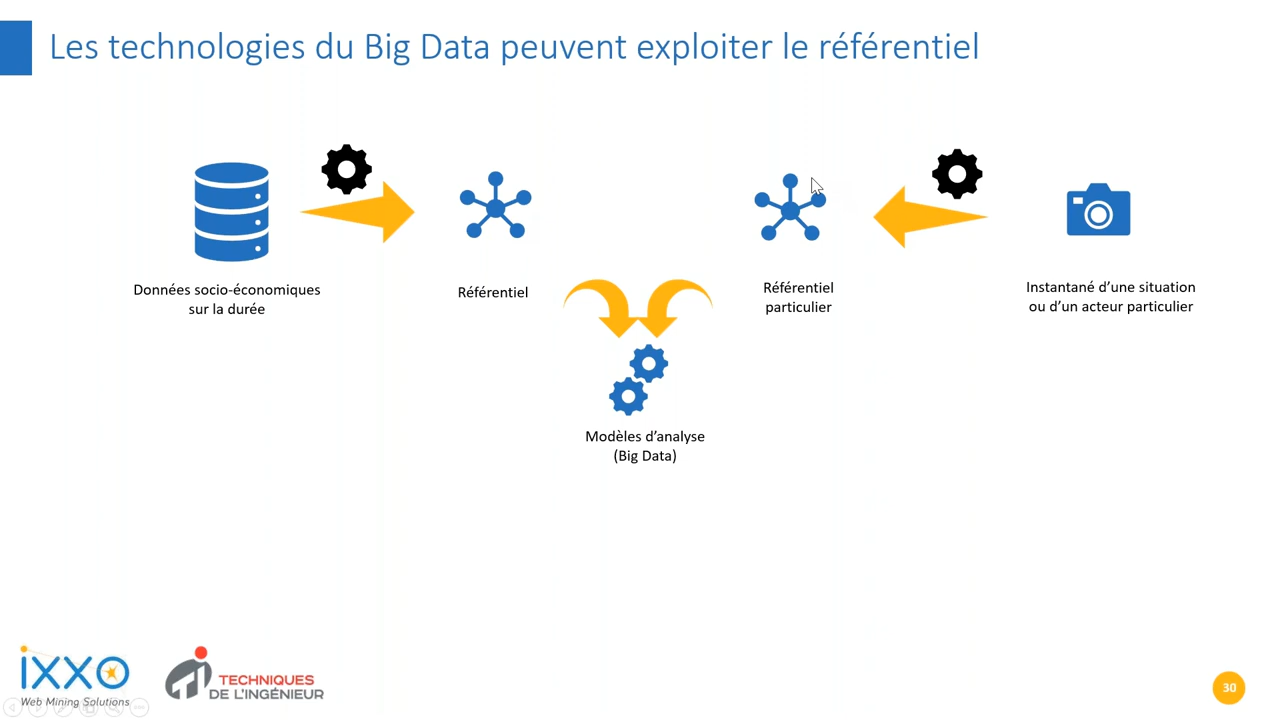 Les technologies du Big Data peuvent exploiter le référentiel
Données socio-économiques
sur la durée
Référentiel
Référentiel
particulier
Instantané d’une situation
ou d’un acteur particulier
Modèles d’analyse
(Big Data)
ixxo
Web Mining Solutions
TECHNIQUES
DE L'INGÉNIEUR
30